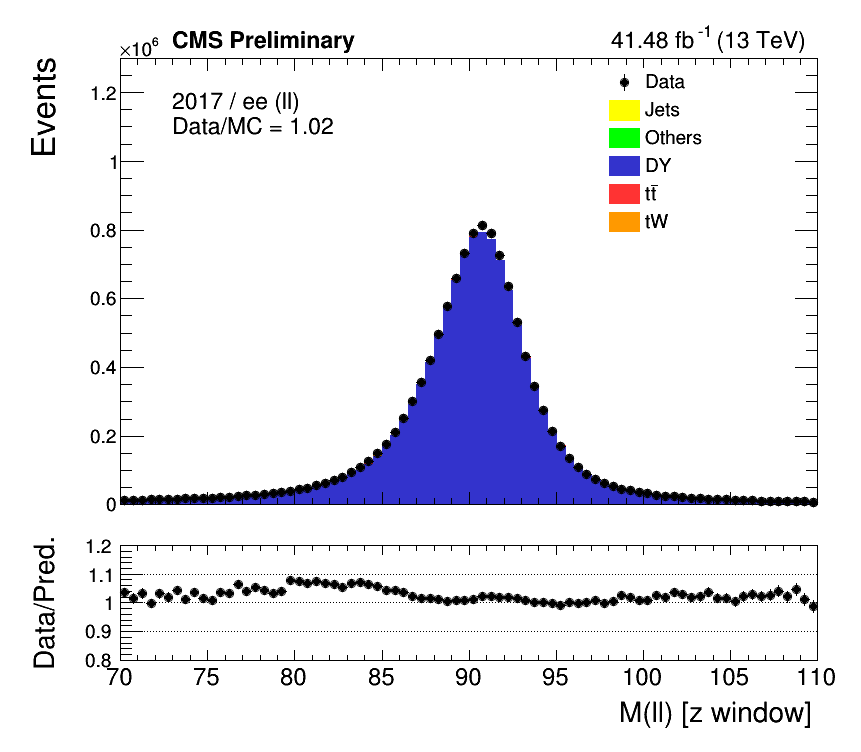 ×10⁶ CMS Preliminary 41.48 fb⁻¹ (13 TeV)
Events
2017 / ee (ll)
Data/MC = 1.02
Data
Jets
Others
DY
tt̄
tW
1.2
1
0.8
0.6
0.4
0.2
0
Data/Pred.
1.2
1.1
1
0.9
0.8
70 75 80 85 90 95 100 105 110
M(ll) [z window]